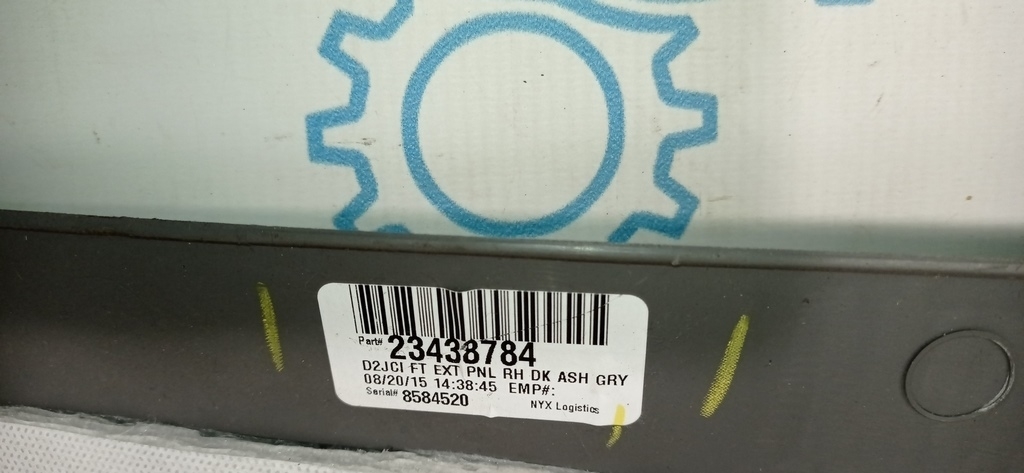 Part# 23438784
D2JCI FT EXT PNL RH DK ASH GRY
08/20/15 14:38:45 EMP#:
Serial# 8584520 NYX Logistics